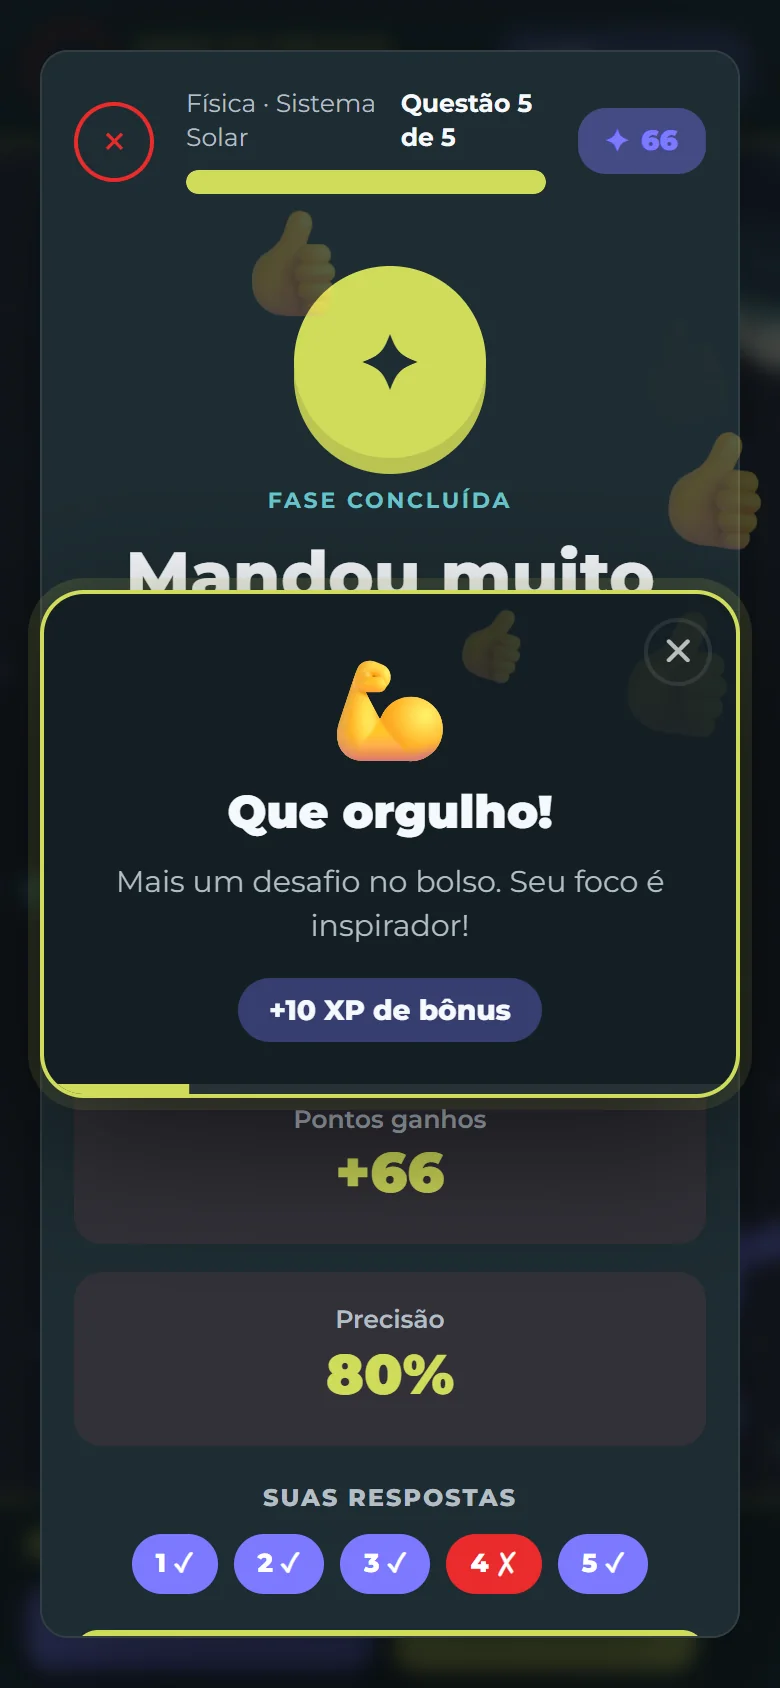 Física · Sistema Solar
Questão 5 de 5
✦ 66
FASE CONCLUÍDA
Mandou muito
Que orgulho!
Mais um desafio no bolso. Seu foco é
inspirador!
+10 XP de bônus
Pontos ganhos
+66
Precisão
80%
SUAS RESPOSTAS
1 ✓
2 ✓
3 ✓
4 ✗
5 ✓